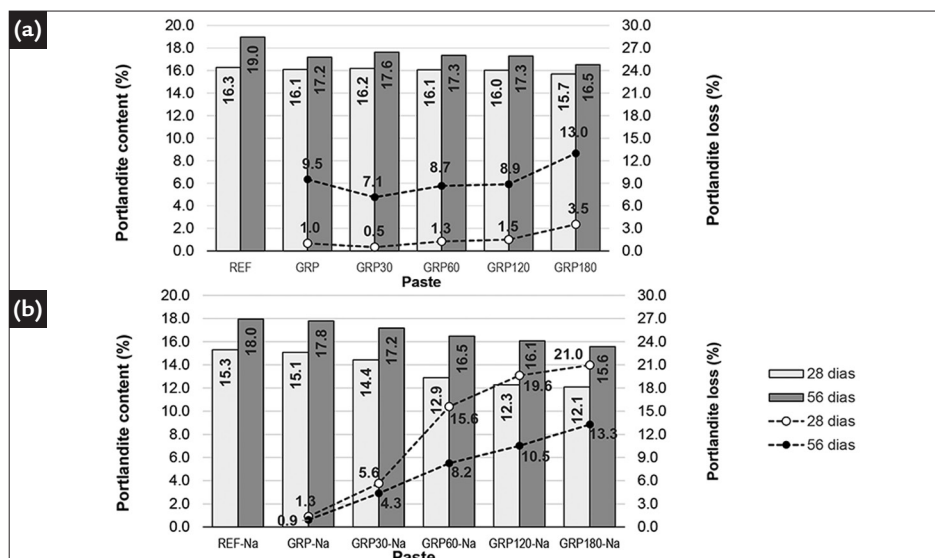 (a)
20.0 30.0
18.0 27.0
16.0 24.0
14.0 21.0
12.0 18.0
10.0 15.0
8.0 12.0
6.0 9.0
4.0 6.0
2.0 3.0
0.0 0.0
Portlandite content (%)
Portlandite loss (%)
16.3 19.0 16.1 17.2 16.2 17.6 16.1 17.3 16.0 17.3 15.7 16.5
9.5 7.1 8.7 8.9 13.0
1.0 0.5 1.3 1.5 3.5
REF GRP GRP30 GRP60 GRP120 GRP180
Paste
(b)
20.0 30.0
18.0 27.0
16.0 24.0
14.0 21.0
12.0 18.0
10.0 15.0
8.0 12.0
6.0 9.0
4.0 6.0
2.0 3.0
0.0 0.0
Portlandite content (%)
Portlandite loss (%)
15.3 18.0 15.1 17.8 14.4 17.2 12.9 16.5 12.3 16.1 12.1 15.6
1.3 5.6 15.6 19.6 21.0
0.9 4.3 8.2 10.5 13.3
REF-Na GRP-Na GRP30-Na GRP60-Na GRP120-Na GRP180-Na
Paste
28 dias
56 dias
28 dias
56 dias